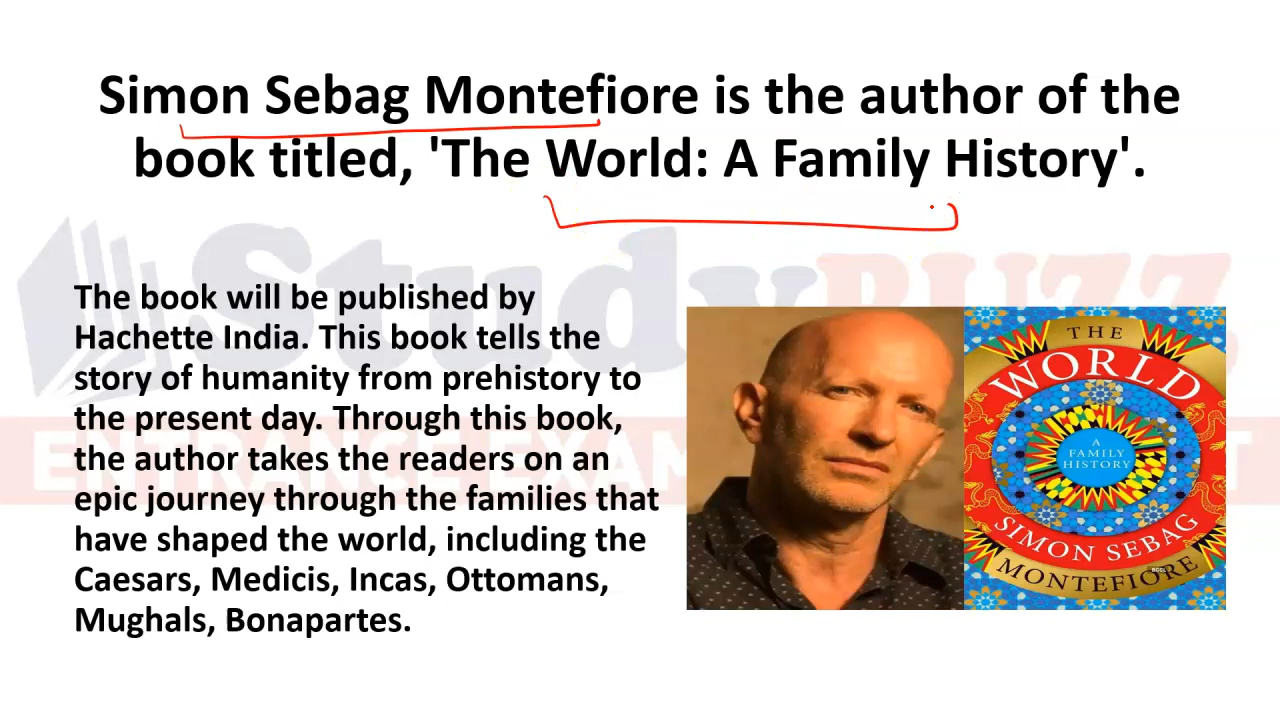 Simon Sebag Montefiore is the author of the
book titled, 'The World: A Family History'.
StudyBUZZ
The book will be published by
Hachette India. This book tells the
story of humanity from prehistory to
the present day. Through this book,
the author takes the readers on an
epic journey through the families that
have shaped the world, including the
Caesars, Medicis, Incas, Ottomans,
Mughals, Bonapartes.
ENTRANSE EXAM
THE
WORLD
A
FAMILY
HISTORY
SIMON SEBAG
MONTEFIORE